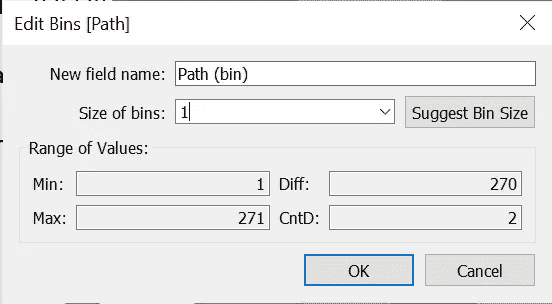 Edit Bins [Path]
New field name: Path (bin)
Size of bins: 1 Suggest Bin Size
Range of Values:
Min: 1 Diff: 270
Max: 271 CntD: 2
OK Cancel